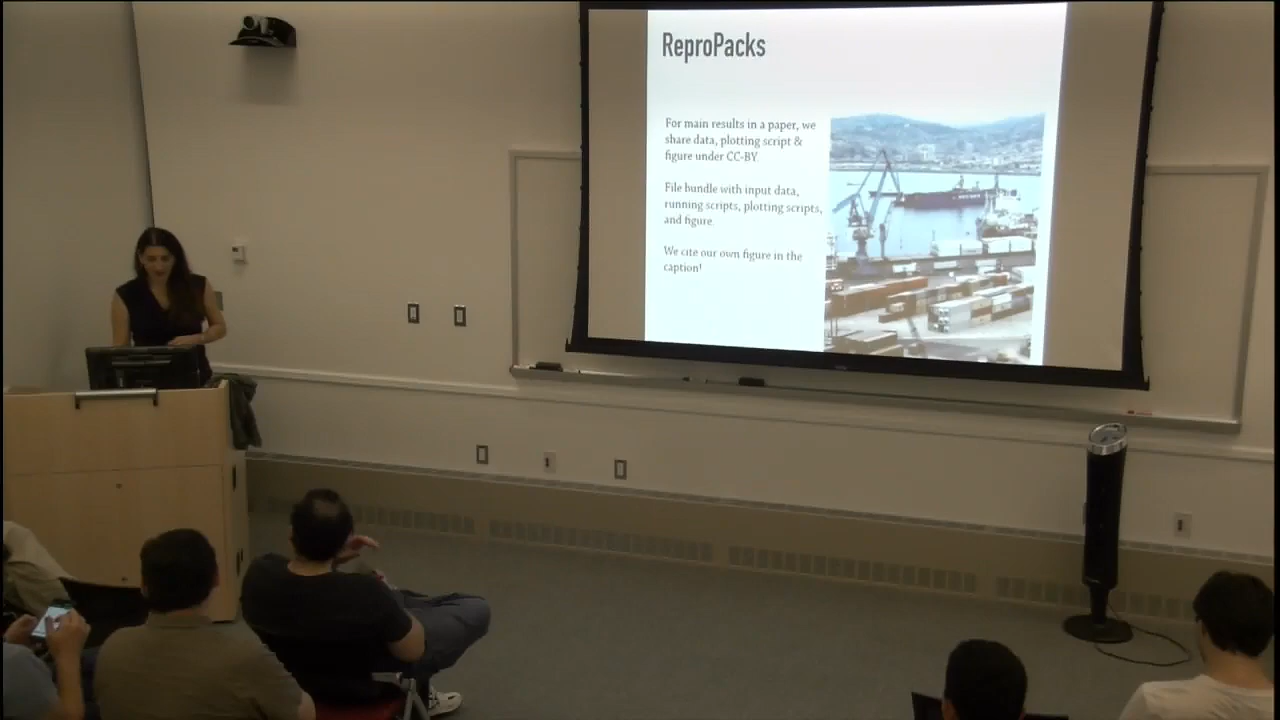 ReproPacks
For main results in a paper, we
share data, plotting script &
figure under CC-BY.
File bundle with input data,
running scripts, plotting scripts,
and figure.
We cite our own figure in the
caption!